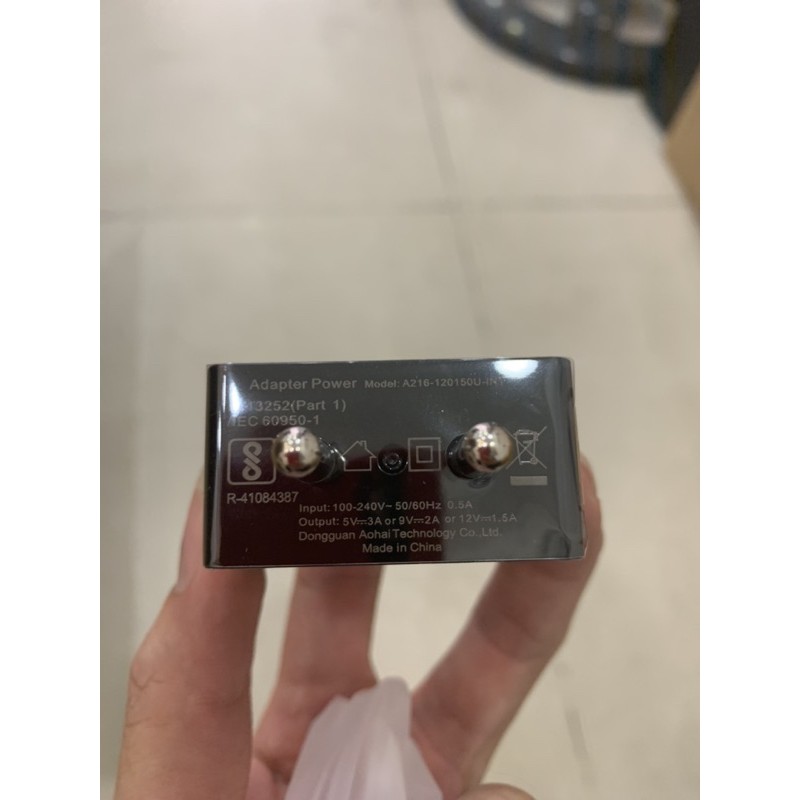 Adapter Power Model: A216-120150U-IN
13252(Part 1)
IEC 60950-1
R-41084387
Input: 100-240V~ 50/60Hz 0.5A
Output: 5V⎓3A or 9V⎓2A or 12V⎓1.5A
Dongguan Aohai Technology Co.,Ltd.
Made in China